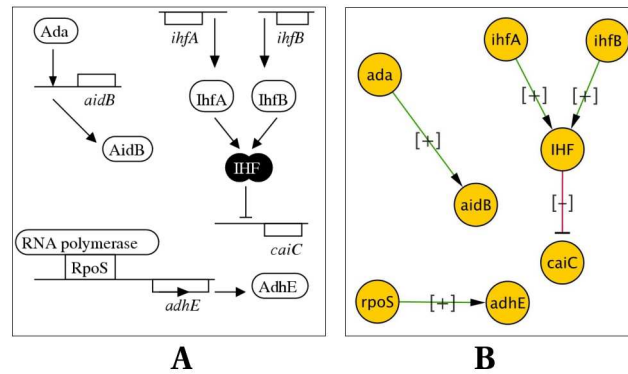 Ada
aidB
AidB
ihfA
ihfB
IhfA
IhfB
IHF
caiC
RNA polymerase
RpoS
adhE
AdhE
A
ada
[+]
aidB
ihfA
ihfB
[+]
[+]
IHF
[-]
caiC
rpoS
[+]
adhE
B